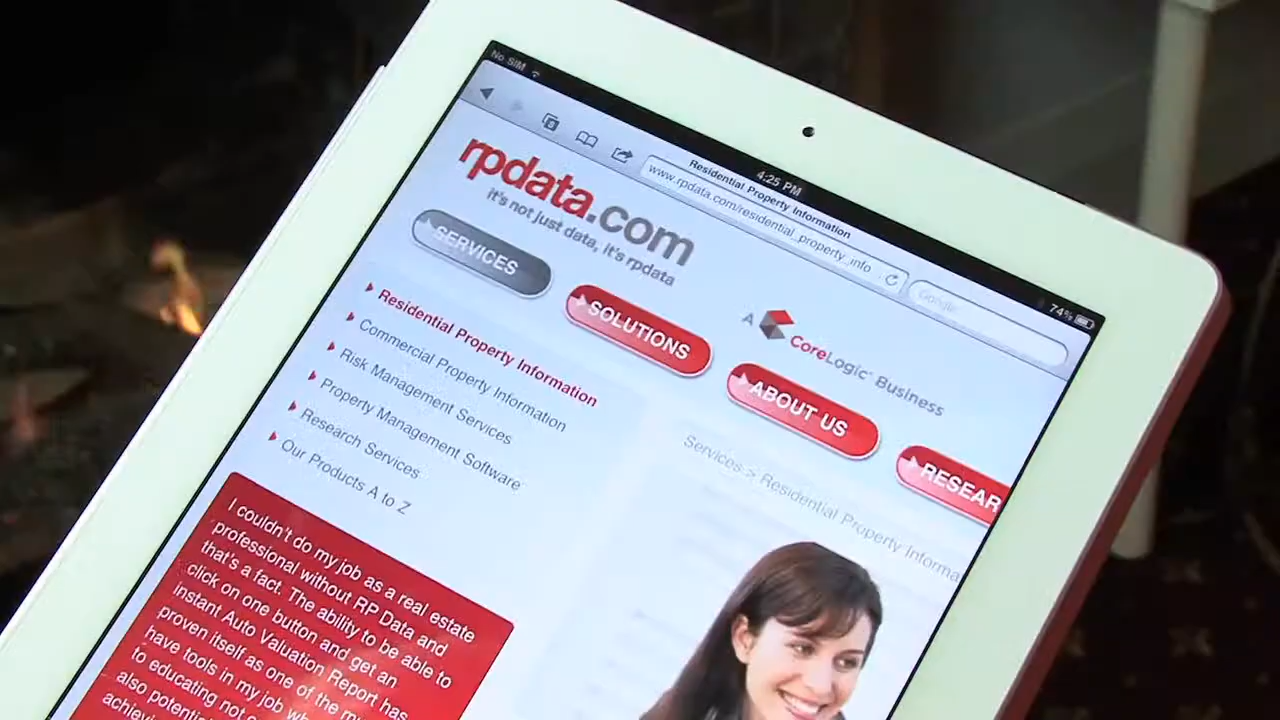 No SIM
4:25 PM
74%
Residential Property Information
www.rpdata.com/residential_property_info
Google
rpdata.com
it's not just data, it's rpdata
A CoreLogic Business
SERVICES
SOLUTIONS
ABOUT US
RESEAR
Residential Property Information
Commercial Property Information
Risk Management Services
Property Management Software
Research Services
Our Products A to Z
Services > Residential Property Informa
I couldn't do my job as a real estate
professional without RP Data and
that's a fact. The ability to be able to
click on one button and get an
instant Auto Valuation Report has
proven itself as one of the m
have tools in my job wh
to educating not o
also potenti
achievi